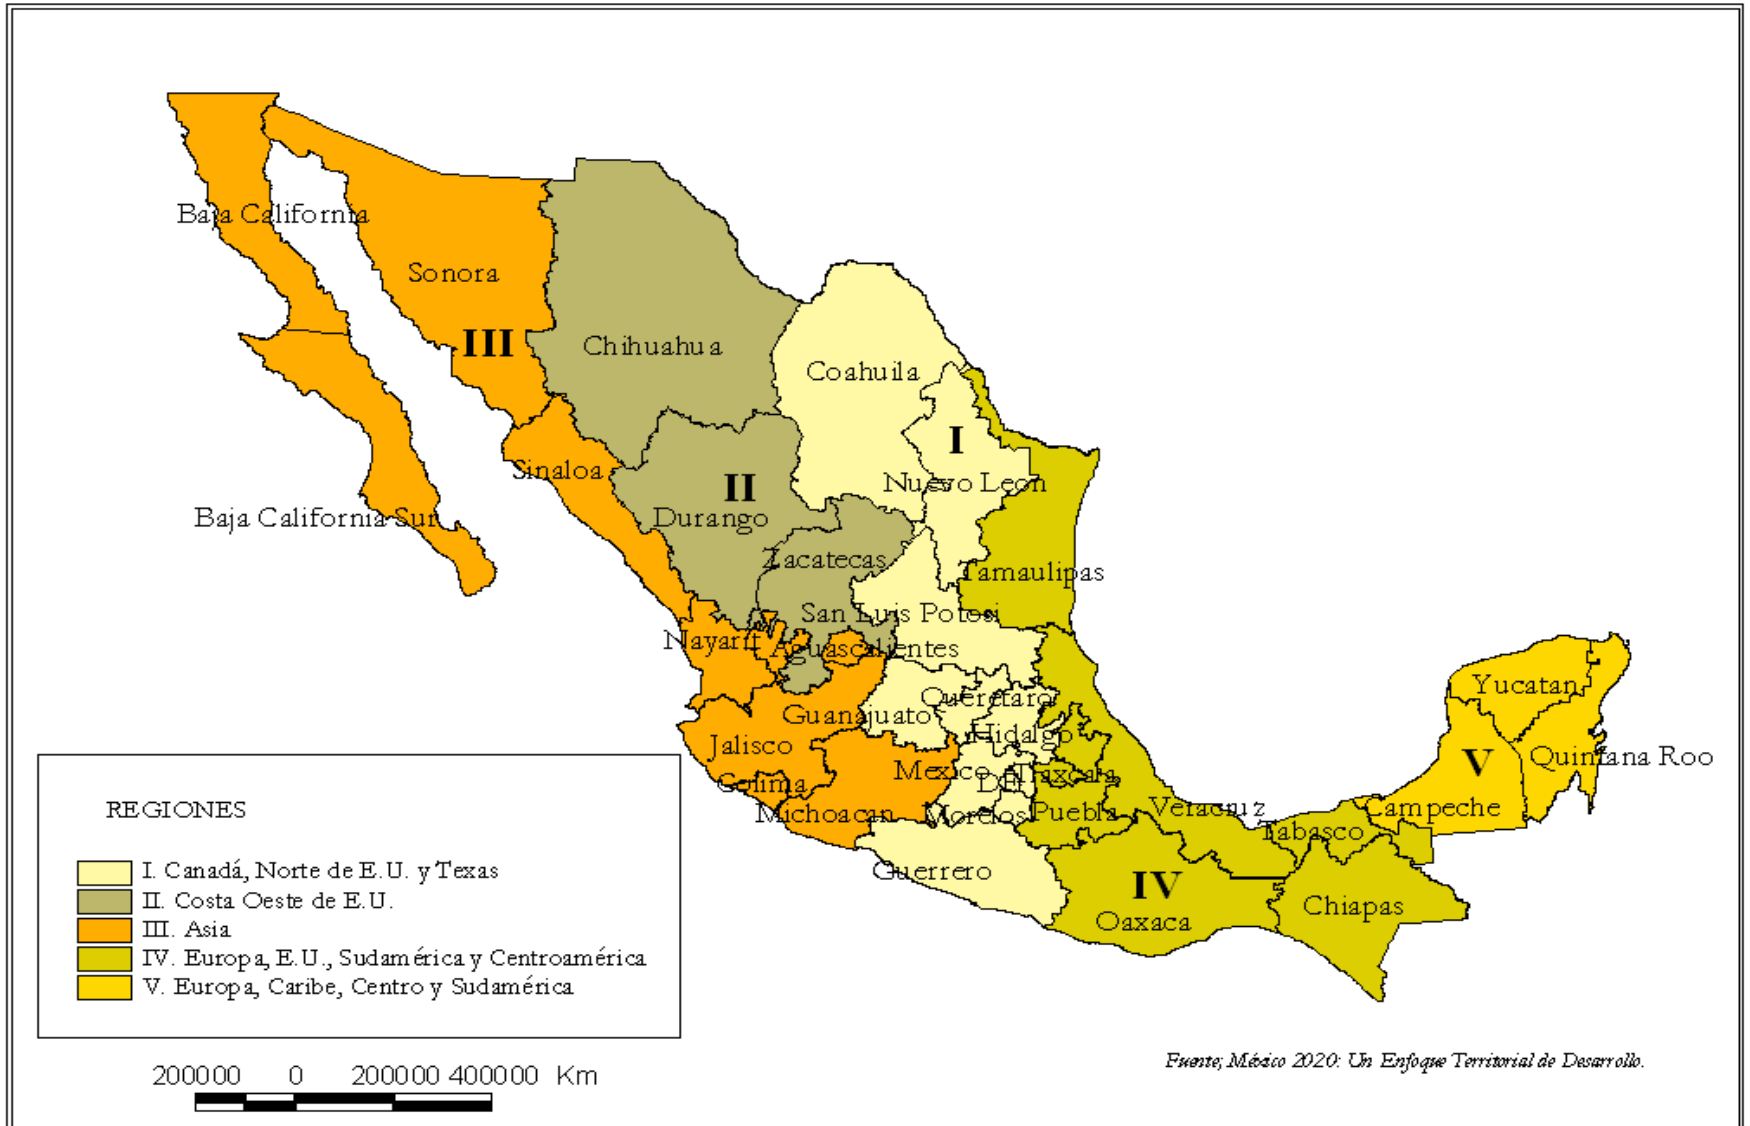 Baja California
Sonora
III
Chihuahua
Coahuila
I
Sinaloa
II
Nuevo Leon
Baja California Sur
Durango
Zacatecas
Tamaulipas
San Luis Potosi
Nayarit
Aguascalientes
Yucatan
Queretaro
Guanajuato
Hidalgo
Jalisco
V
Quintana Roo
Mexico
DF
Tlaxcala
Colima
Michoacan
Morelos
Puebla
Veracruz
Campeche
Tabasco
Guerrero
IV
Oaxaca
Chiapas
REGIONES
I. Canadá, Norte de E.U. y Texas
II. Costa Oeste de E.U.
III. Asia
IV. Europa, E.U., Sudamérica y Centroamérica
V. Europa, Caribe, Centro y Sudamérica
200000 0 200000 400000 Km
Fuente; México 2020: Un Enfoque Territorial de Desarrollo.